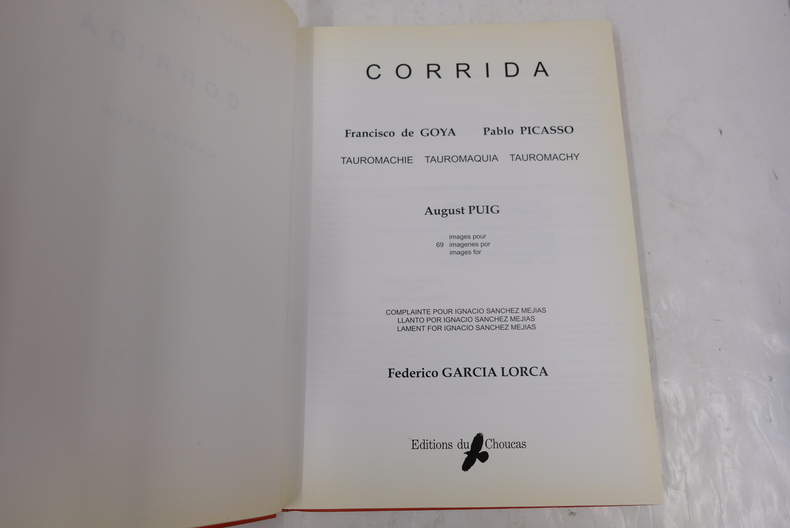 CORRIDA
Francisco de GOYA Pablo PICASSO
TAUROMACHIE TAUROMAQUIA TAUROMACHY
August PUIG
images pour
69 imagenes por
images for
COMPLAINTE POUR IGNACIO SANCHEZ MEJIAS
LLANTO POR IGNACIO SANCHEZ MEJIAS
LAMENT FOR IGNACIO SANCHEZ MEJIAS
Federico GARCIA LORCA
Editions du Choucas